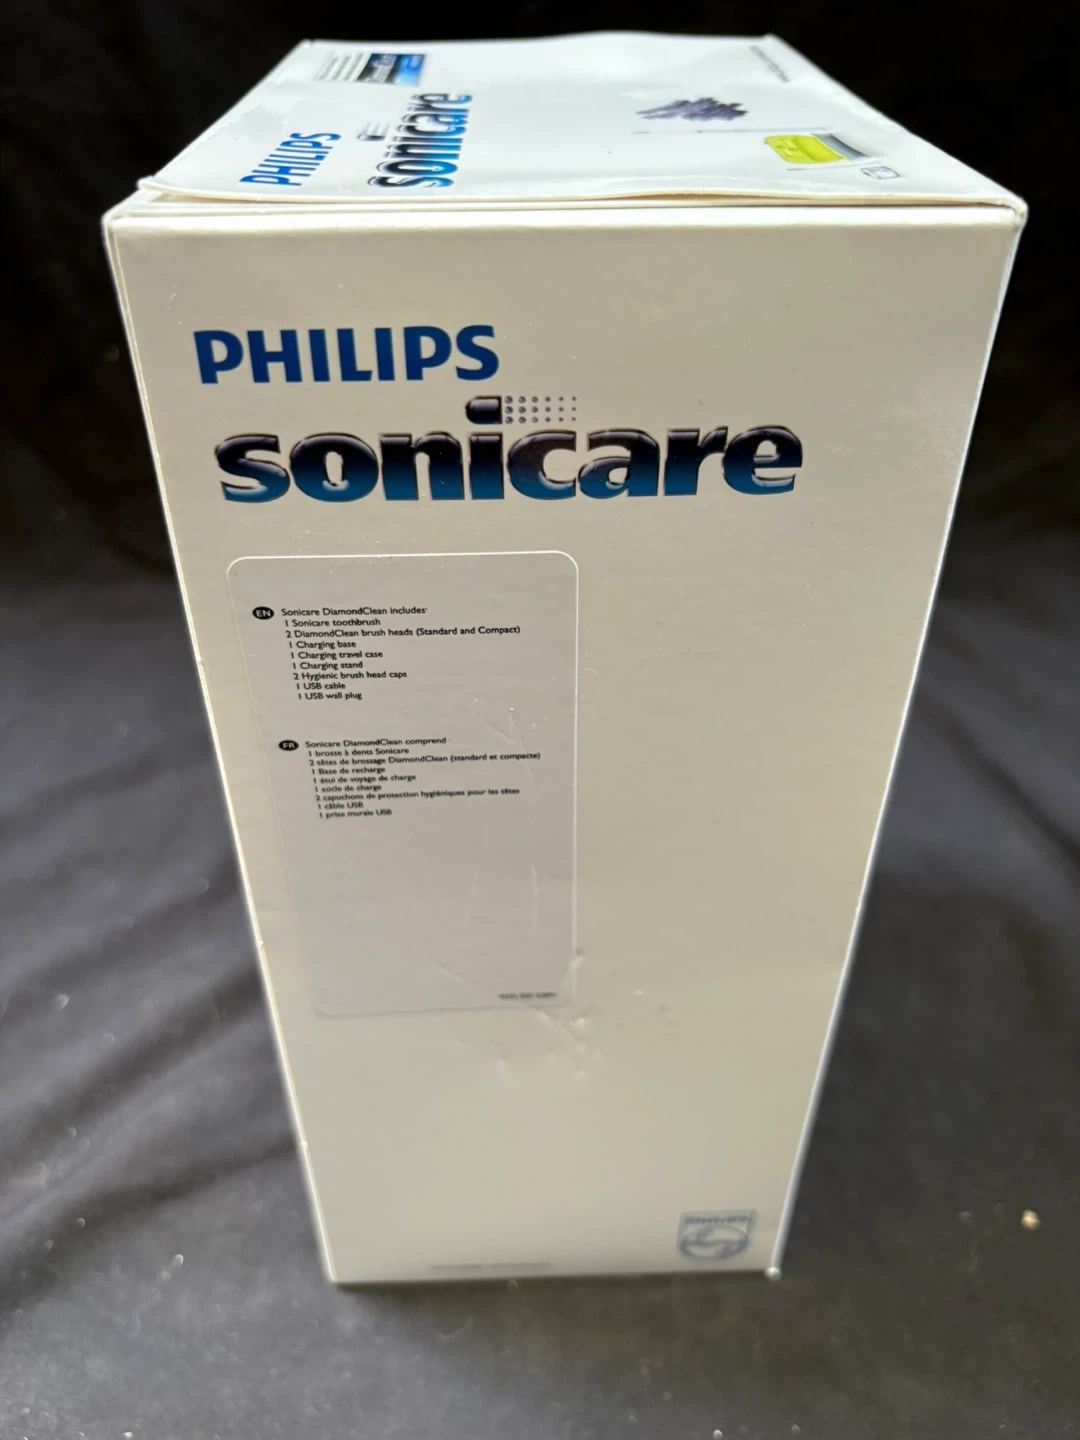 PHILIPS
sonicare
PHILIPS
sonicare
EN Sonicare DiamondClean includes:
1 Sonicare toothbrush
2 DiamondClean brush heads (Standard and Compact)
1 Charging base
1 Charging travel case
1 Charging stand
2 Hygienic brush head caps
1 USB cable
1 USB wall plug
FR Sonicare DiamondClean comprend
1 brosse à dents Sonicare
2 têtes de brossage DiamondClean (standard et compacte)
1 Base de recharge
1 étui de voyage de charge
1 socle de charge
2 capuchons de protection hygiéniques pour les têtes
1 câble USB
1 prise murale USB